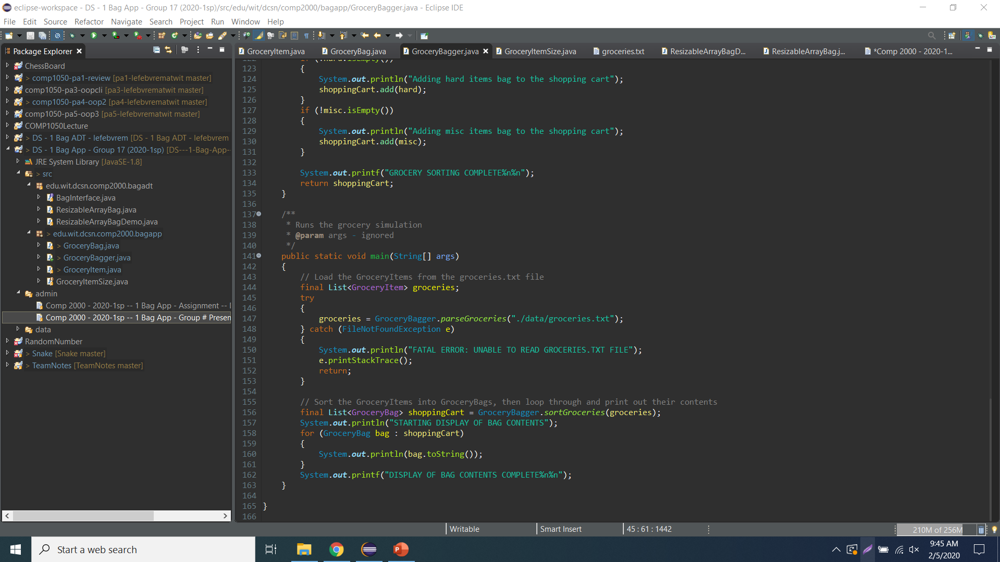 eclipse-workspace - DS - 1 Bag App - Group 17 (2020-1sp)/src/edu/wit/dcsn/comp2000/bagapp/GroceryBagger.java - Eclipse IDE
File Edit Source Refactor Navigate Search Project Run Window Help
Package Explorer
GroceryItem.java GroceryBag.java GroceryBagger.java GroceryItemSize.java groceries.txt ResizableArrayBagD... ResizableArrayBag.j... *Comp 2000 - 2020-1...
ChessBoard
> comp1050-pa1-review [pa1-lefebvrematwit master]
comp1050-pa3-oopcli [pa3-lefebvrematwit master]
> comp1050-pa4-oop2 [pa4-lefebvrematwit master]
comp1050-pa5-oop3 [pa5-lefebvrematwit master]
COMP1050Lecture
> DS - 1 Bag ADT - lefebvrem [DS - 1 Bag ADT - lefebvrem
> DS - 1 Bag App - Group 17 (2020-1sp) [DS---1-Bag-App-
JRE System Library [JavaSE-1.8]
> src
edu.wit.dcsn.comp2000.bagadt
BagInterface.java
ResizableArrayBag.java
ResizableArrayBagDemo.java
> edu.wit.dcsn.comp2000.bagapp
> GroceryBag.java
> GroceryBagger.java
> GroceryItem.java
GroceryItemSize.java
admin
Comp 2000 - 2020-1sp -- 1 Bag App - Assignment --
Comp 2000 - 2020-1sp -- 1 Bag App - Group # Presen
data
RandomNumber
> Snake [Snake master]
> TeamNotes [TeamNotes master]
122 if (!hard.isEmpty())
123 {
124 System.out.println("Adding hard items bag to the shopping cart");
125 shoppingCart.add(hard);
126 }
127 if (!misc.isEmpty())
128 {
129 System.out.println("Adding misc items bag to the shopping cart");
130 shoppingCart.add(misc);
131 }
132
133 System.out.printf("GROCERY SORTING COMPLETE%n%n");
134 return shoppingCart;
135 }
136
137 /**
138 * Runs the grocery simulation
139 * @param args - ignored
140 */
141 public static void main(String[] args)
142 {
143 // Load the GroceryItems from the groceries.txt file
144 final List<GroceryItem> groceries;
145 try
146 {
147 groceries = GroceryBagger.parseGroceries("./data/groceries.txt");
148 } catch (FileNotFoundException e)
149 {
150 System.out.println("FATAL ERROR: UNABLE TO READ GROCERIES.TXT FILE");
151 e.printStackTrace();
152 return;
153 }
154
155 // Sort the GroceryItems into GroceryBags, then loop through and print out their contents
156 final List<GroceryBag> shoppingCart = GroceryBagger.sortGroceries(groceries);
157 System.out.println("STARTING DISPLAY OF BAG CONTENTS");
158 for (GroceryBag bag : shoppingCart)
159 {
160 System.out.println(bag.toString());
161 }
162 System.out.printf("DISPLAY OF BAG CONTENTS COMPLETE%n%n");
163 }
164
165 }
166
Writable Smart Insert 45 : 61 : 1442 210M of 256M
Start a web search
9:45 AM
2/5/2020